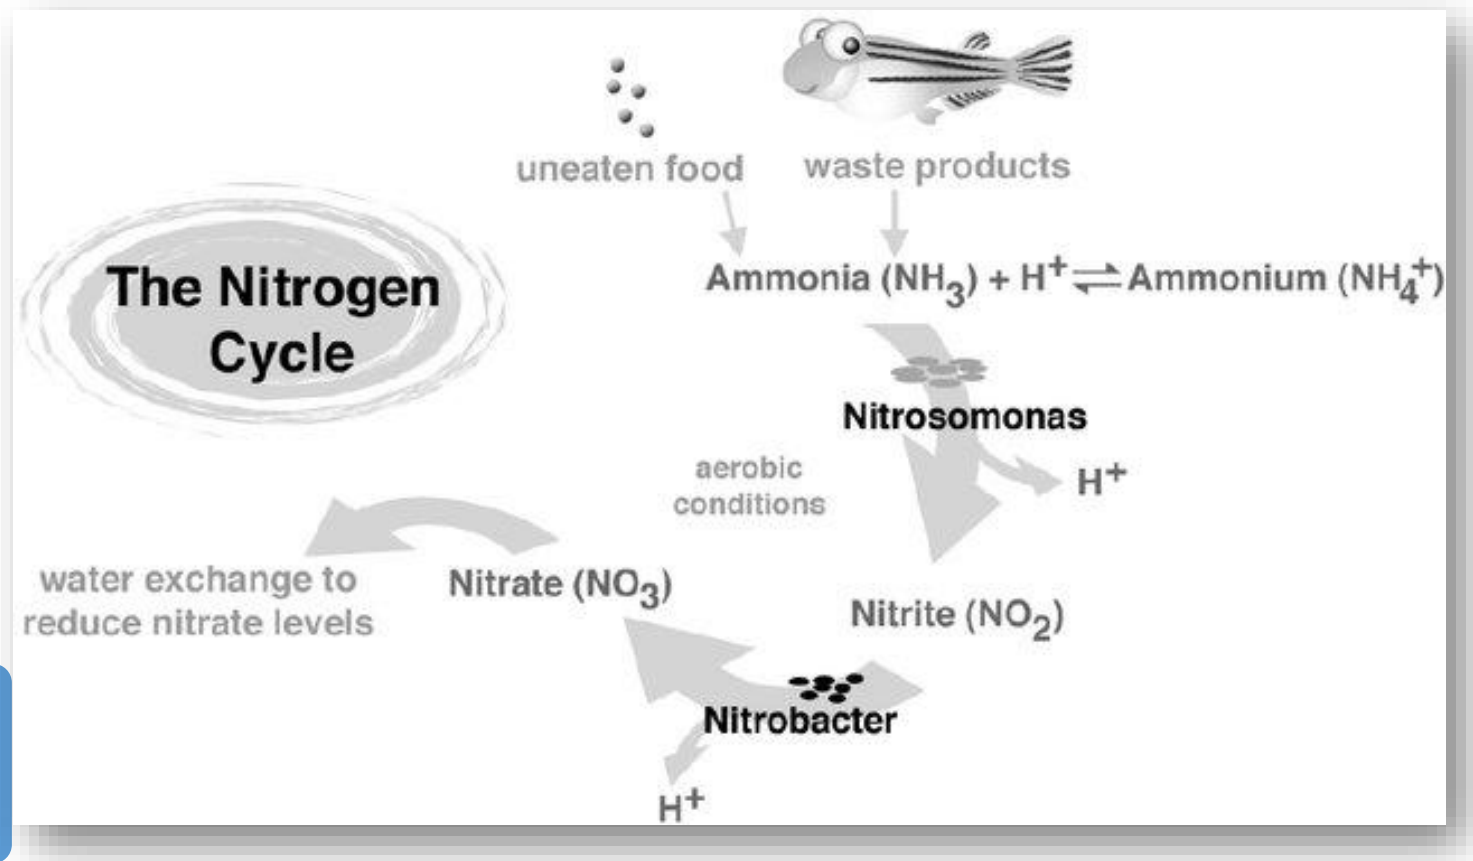 uneaten food
waste products
The Nitrogen
Cycle
Ammonia (NH₃) + H⁺ ⇌ Ammonium (NH₄⁺)
Nitrosomonas
H⁺
aerobic
conditions
water exchange to
reduce nitrate levels
Nitrate (NO₃)
Nitrite (NO₂)
Nitrobacter
H⁺